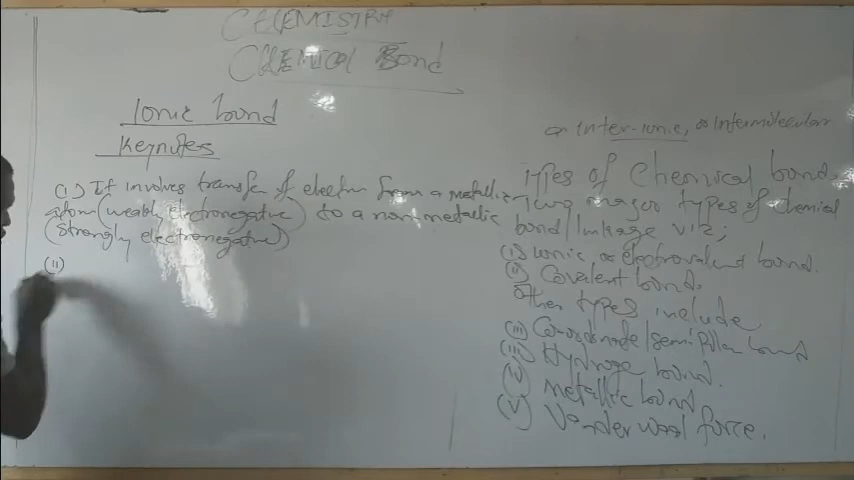 CHEMISTRY
CHEMICAL Bond
Ionic bond
Keynotes
(i) It involves transfer of electron from a metallic
atom (weakly electronegative) to a non-metallic
(strongly electronegative)
(ii)
or inter-ionic, or intermolecular
Types of Chemical bond.
Two major types of chemical
bond/linkage viz;
(i) ionic or electrovalent bond.
(ii) Covalent bond.
Other types include
(iii) Coordinate/semi polar bond
(iii) Hydrogen bond.
(v) metallic bond
(v) Vander waal force.